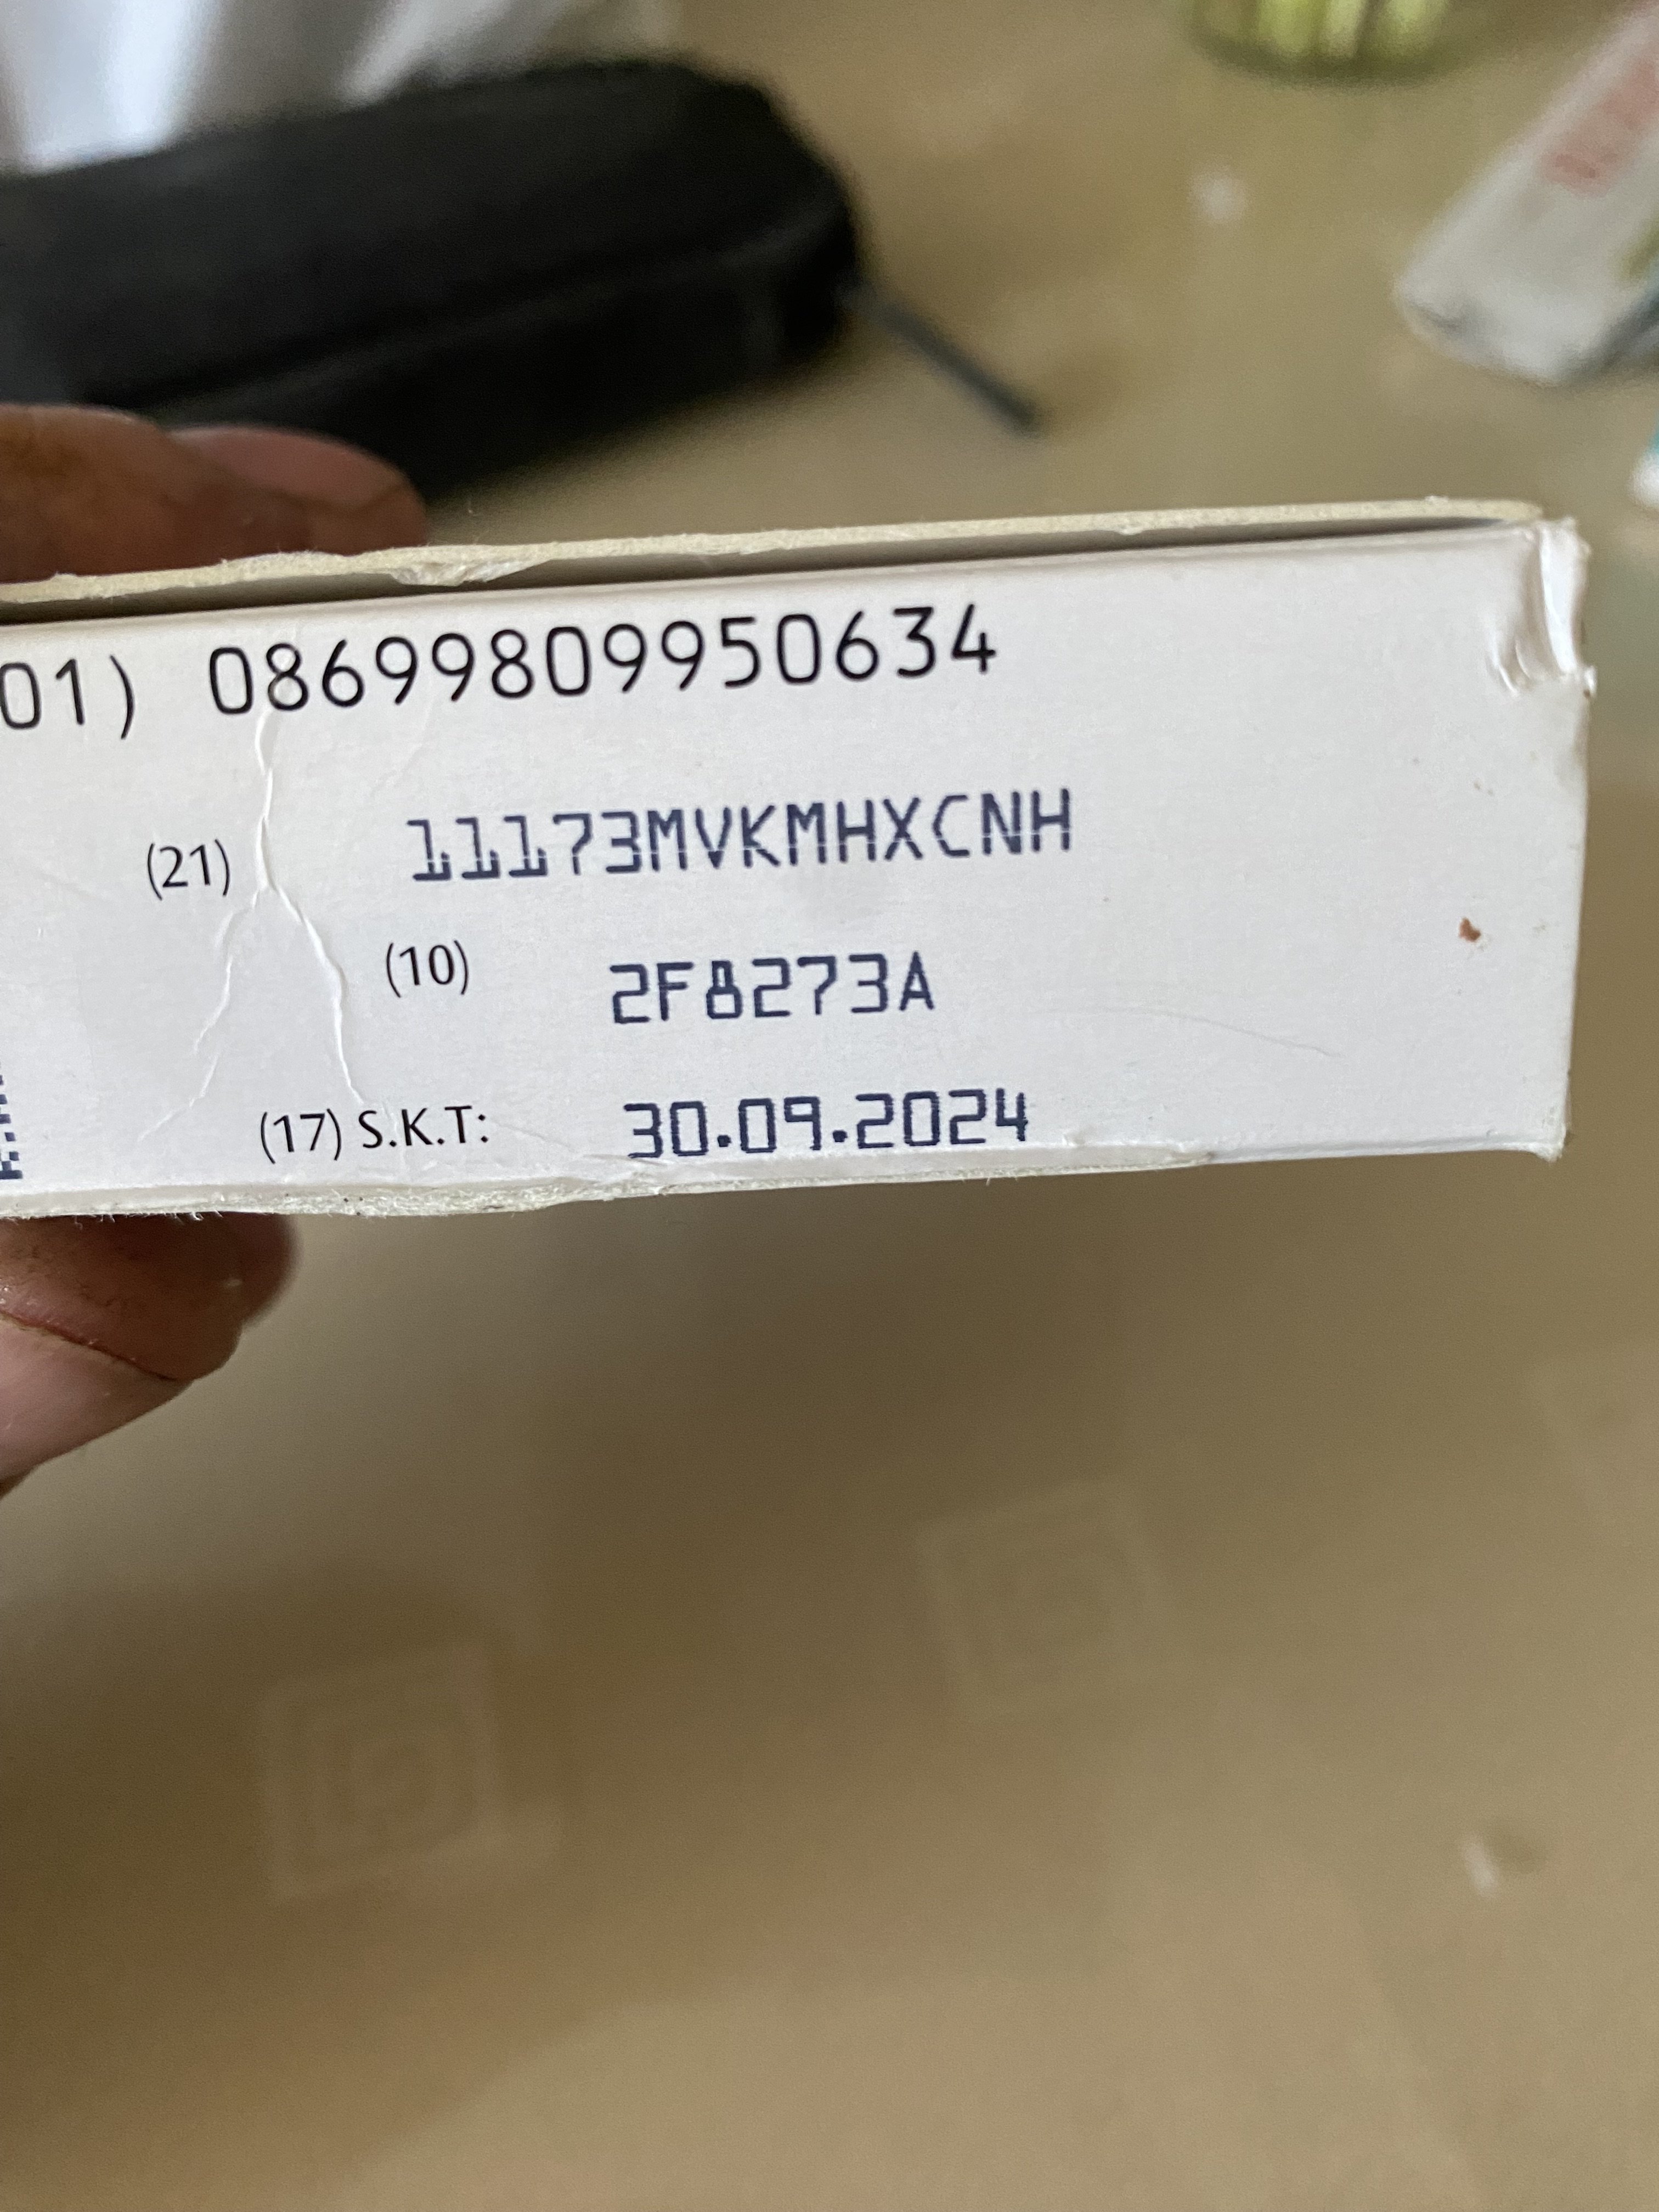 01) 08699809950634
(21) 11173MVKMHXCNH
(10) 2F8273A
(17) S.K.T: 30.09.2024